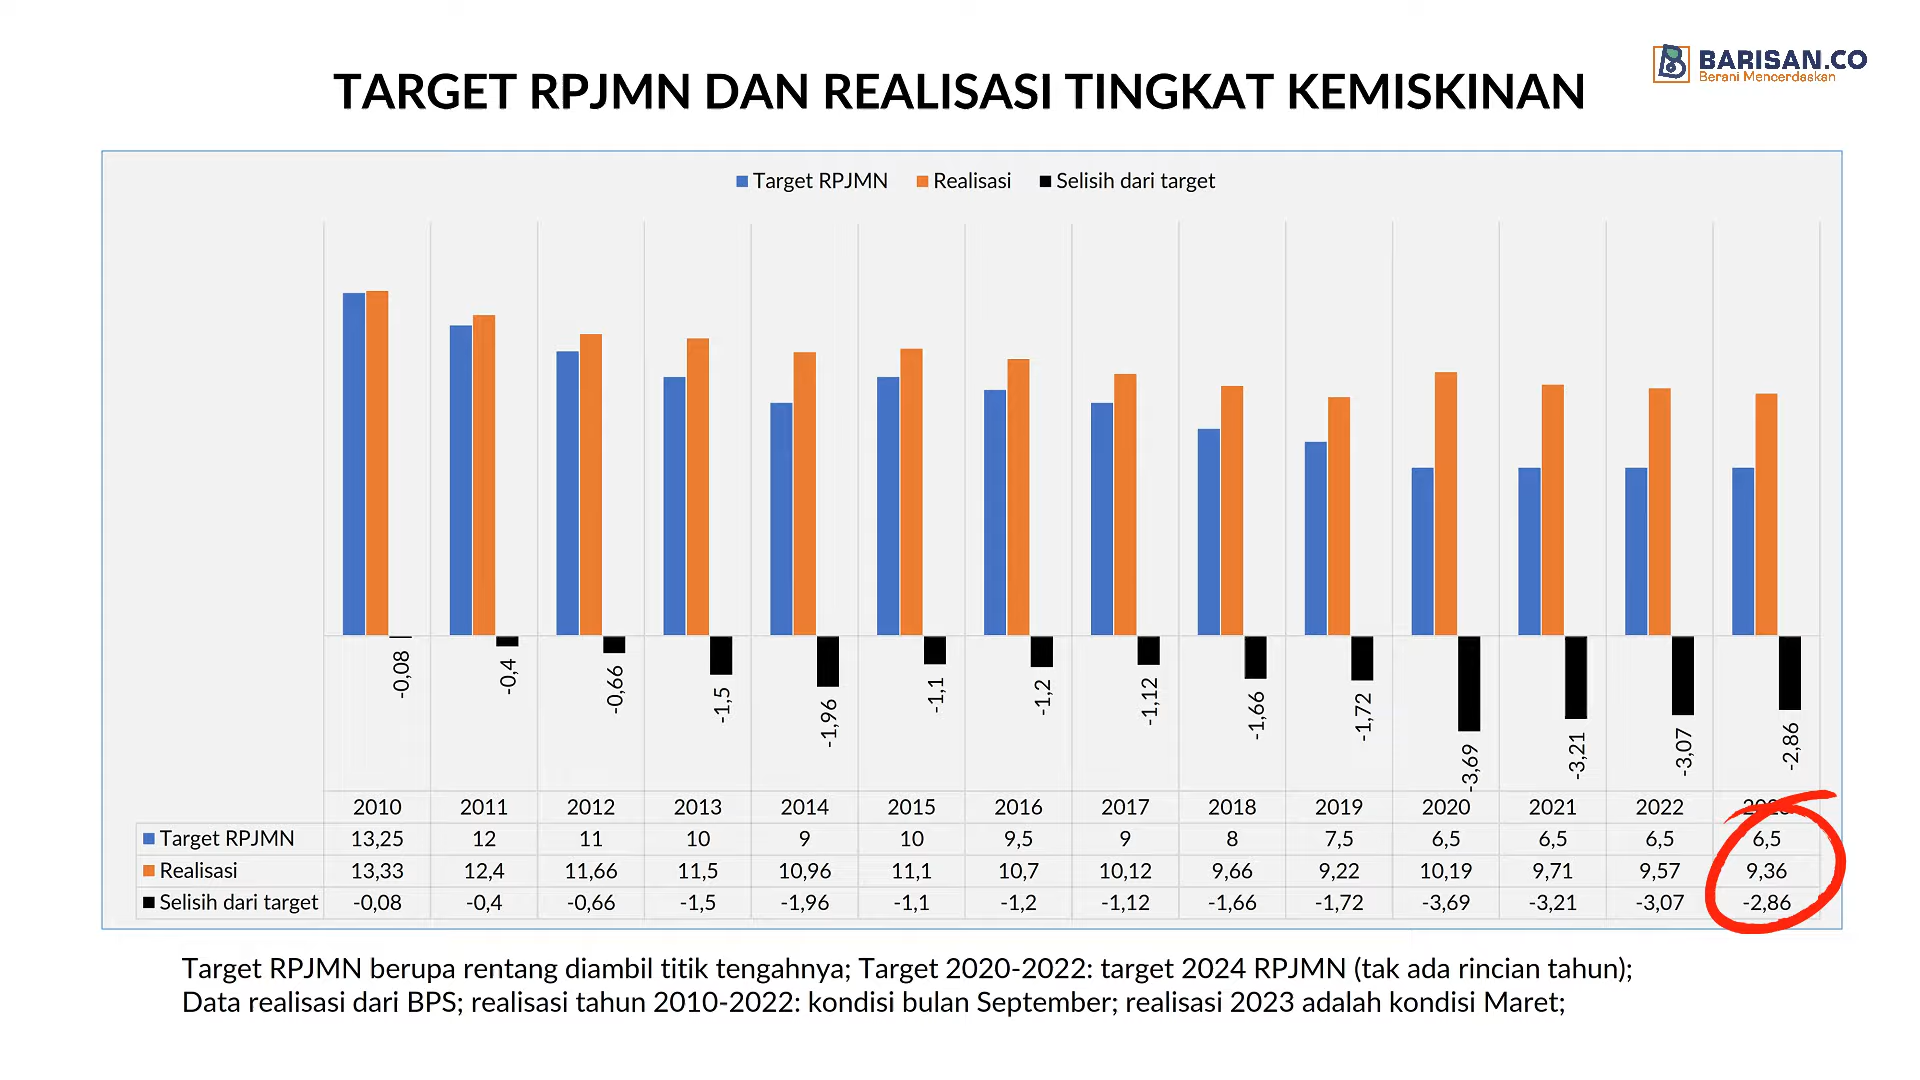 BARISAN.CO
Berani Mencerdaskan
TARGET RPJMN DAN REALISASI TINGKAT KEMISKINAN
Target RPJMN Realisasi Selisih dari target
-0,08 -0,4 -0,66 -1,5 -1,96 -1,1 -1,2 -1,12 -1,66 -1,72 -3,69 -3,21 -3,07 -2,86
2010 2011 2012 2013 2014 2015 2016 2017 2018 2019 2020 2021 2022 2023
Target RPJMN 13,25 12 11 10 9 10 9,5 9 8 7,5 6,5 6,5 6,5 6,5
Realisasi 13,33 12,4 11,66 11,5 10,96 11,1 10,7 10,12 9,66 9,22 10,19 9,71 9,57 9,36
Selisih dari target -0,08 -0,4 -0,66 -1,5 -1,96 -1,1 -1,2 -1,12 -1,66 -1,72 -3,69 -3,21 -3,07 -2,86
Target RPJMN berupa rentang diambil titik tengahnya; Target 2020-2022: target 2024 RPJMN (tak ada rincian tahun);
Data realisasi dari BPS; realisasi tahun 2010-2022: kondisi bulan September; realisasi 2023 adalah kondisi Maret;